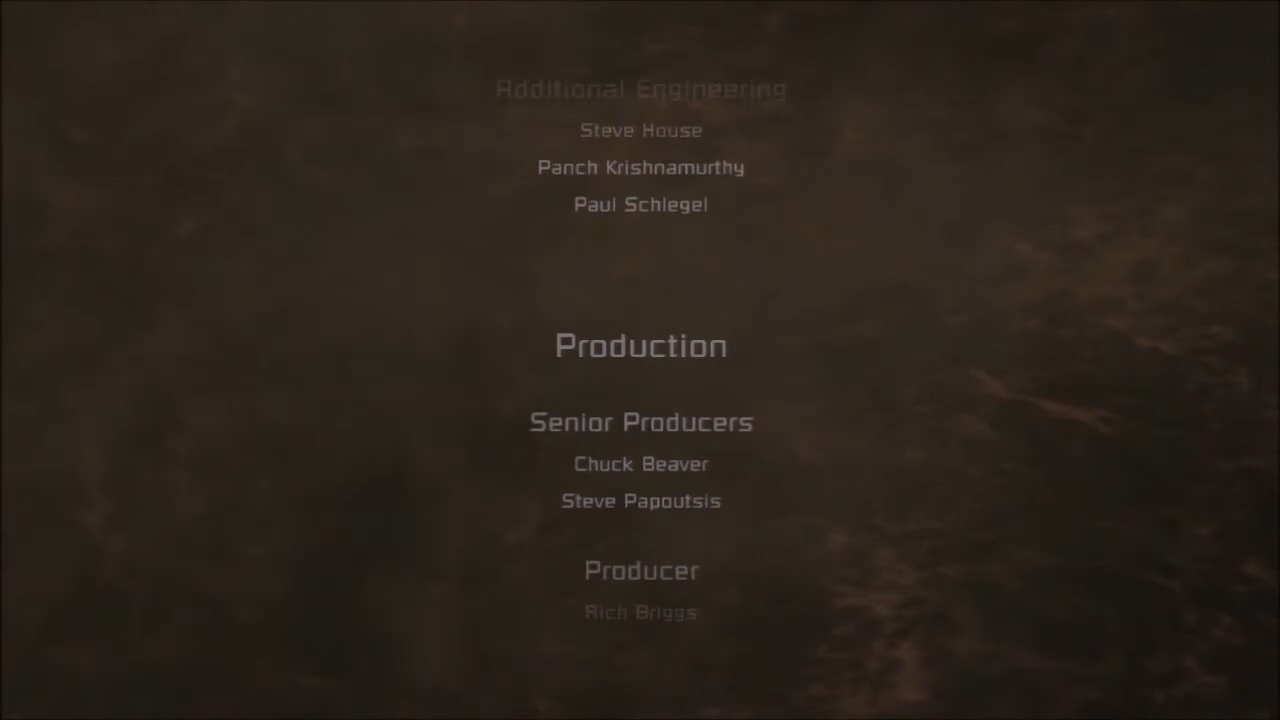 Additional Engineering
Steve House
Panch Krishnamurthy
Paul Schlegel
Production
Senior Producers
Chuck Beaver
Steve Papoutsis
Producer
Rich Briggs